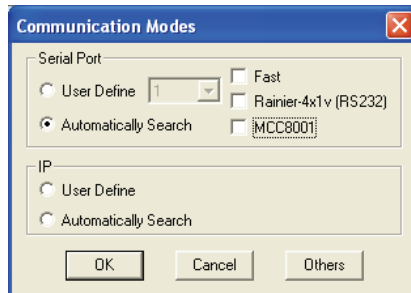 Communication Modes
Serial Port
User Define 1
Automatically Search
Fast
Rainier-4x1v (RS232)
MCC8001
IP
User Define
Automatically Search
OK Cancel Others